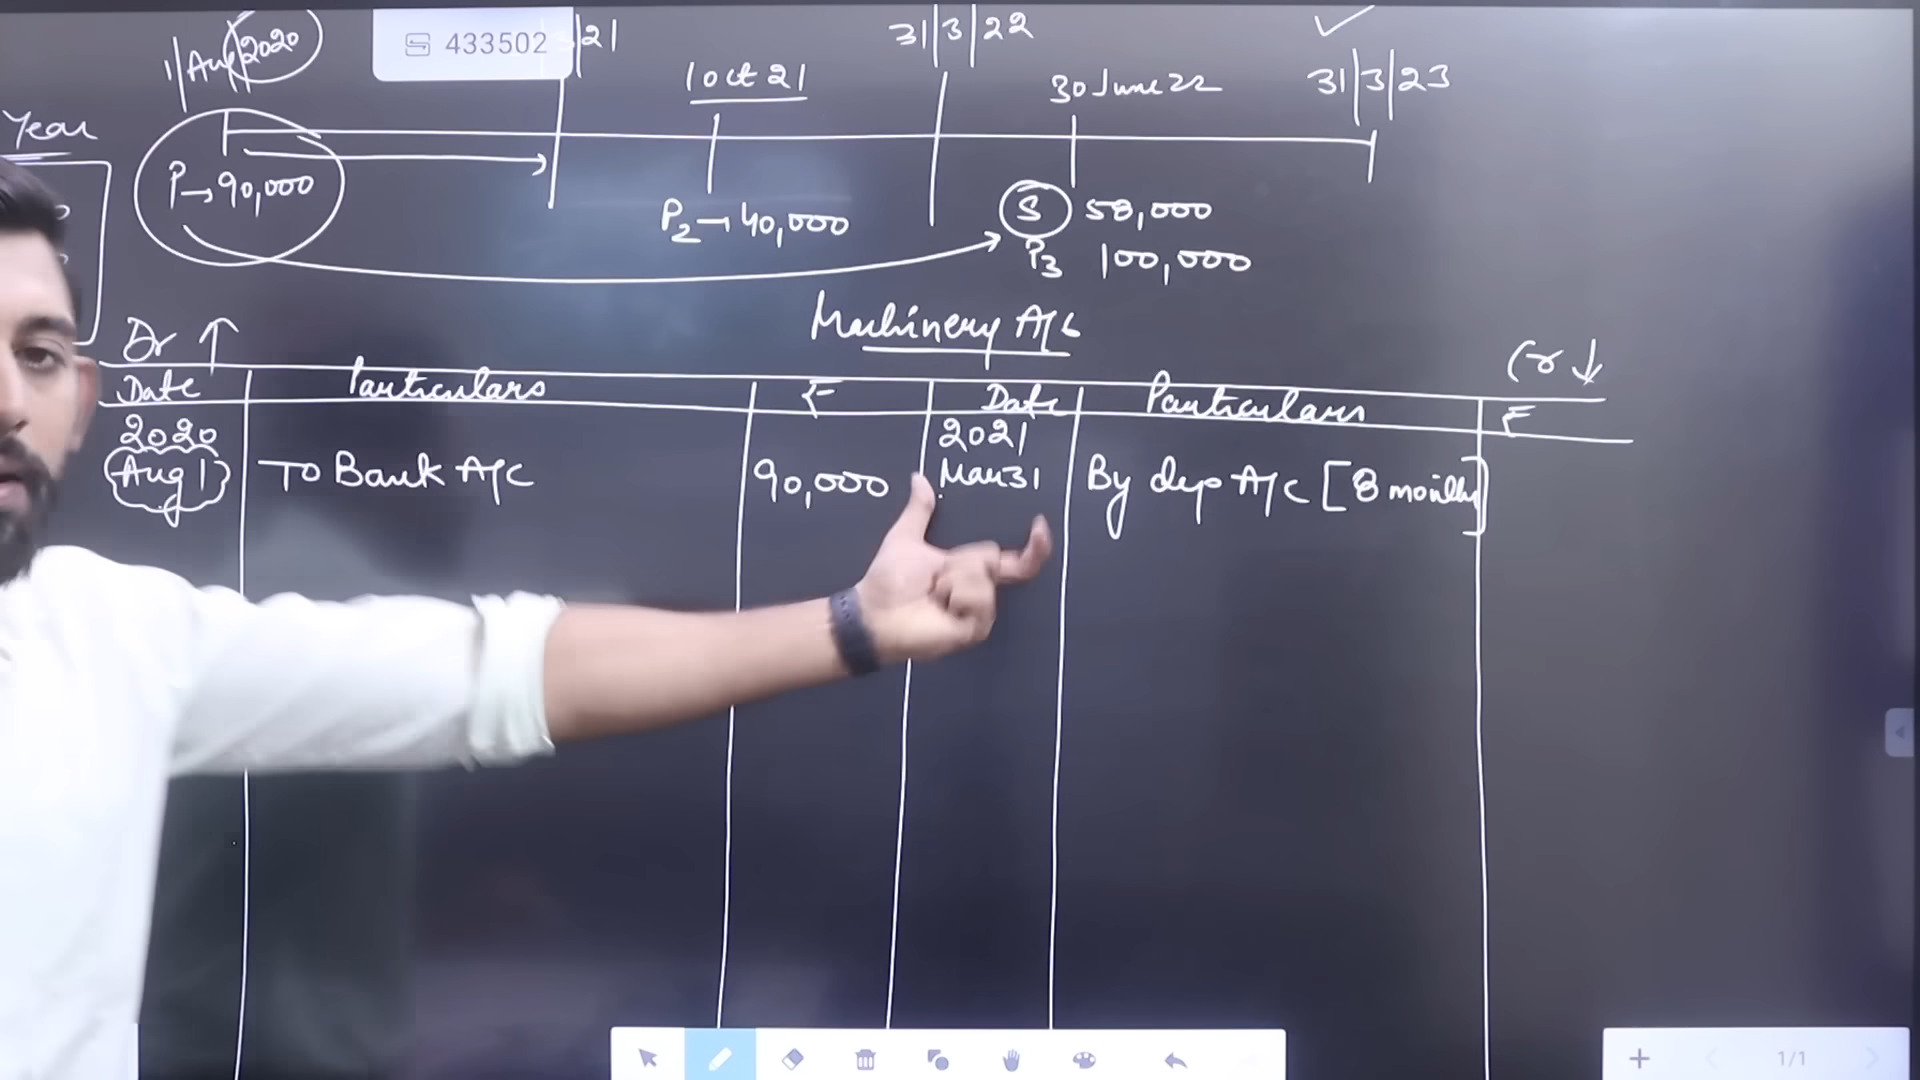 1 Aug 2020
433502
21
31|3|22
1 Oct 21
30 June 22
31|3|23
Year
P→90,000
P2→40,000
S 58,000
P3 100,000
Machinery A/c
Dr ↑
Cr ↓
Date Particulars ₹ Date Particulars ₹
2020 2021
Aug 1 To Bank A/c 90,000 Mar 31 By dep A/c [8 months]
1/1